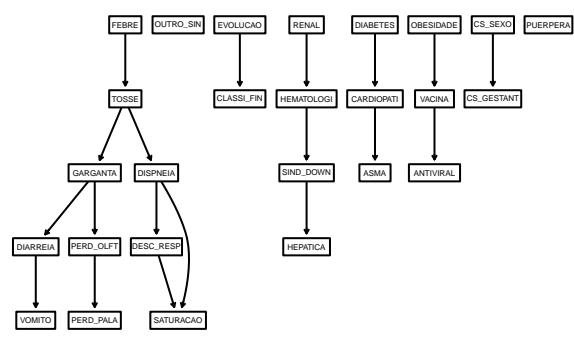 FEBRE
OUTRO_SIN
EVOLUCAO
RENAL
DIABETES
OBESIDADE
CS_SEXO
PUERPERA
TOSSE
CLASSI_FIN
HEMATOLOGI
CARDIOPATI
VACINA
CS_GESTANT
GARGANTA
DISPNEIA
SIND_DOWN
ASMA
ANTIVIRAL
DIARREIA
PERD_OLFT
DESC_RESP
HEPATICA
VOMITO
PERD_PALA
SATURACAO